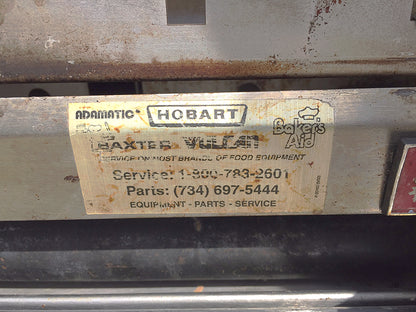 ADAMATIC HOBART
Baker's Aid
BAXTER VULCAN
SERVICE ON MOST BRANDS OF FOOD EQUIPMENT
Service: 1-800-783-2601
Parts: (734) 697-5444
EQUIPMENT - PARTS - SERVICE